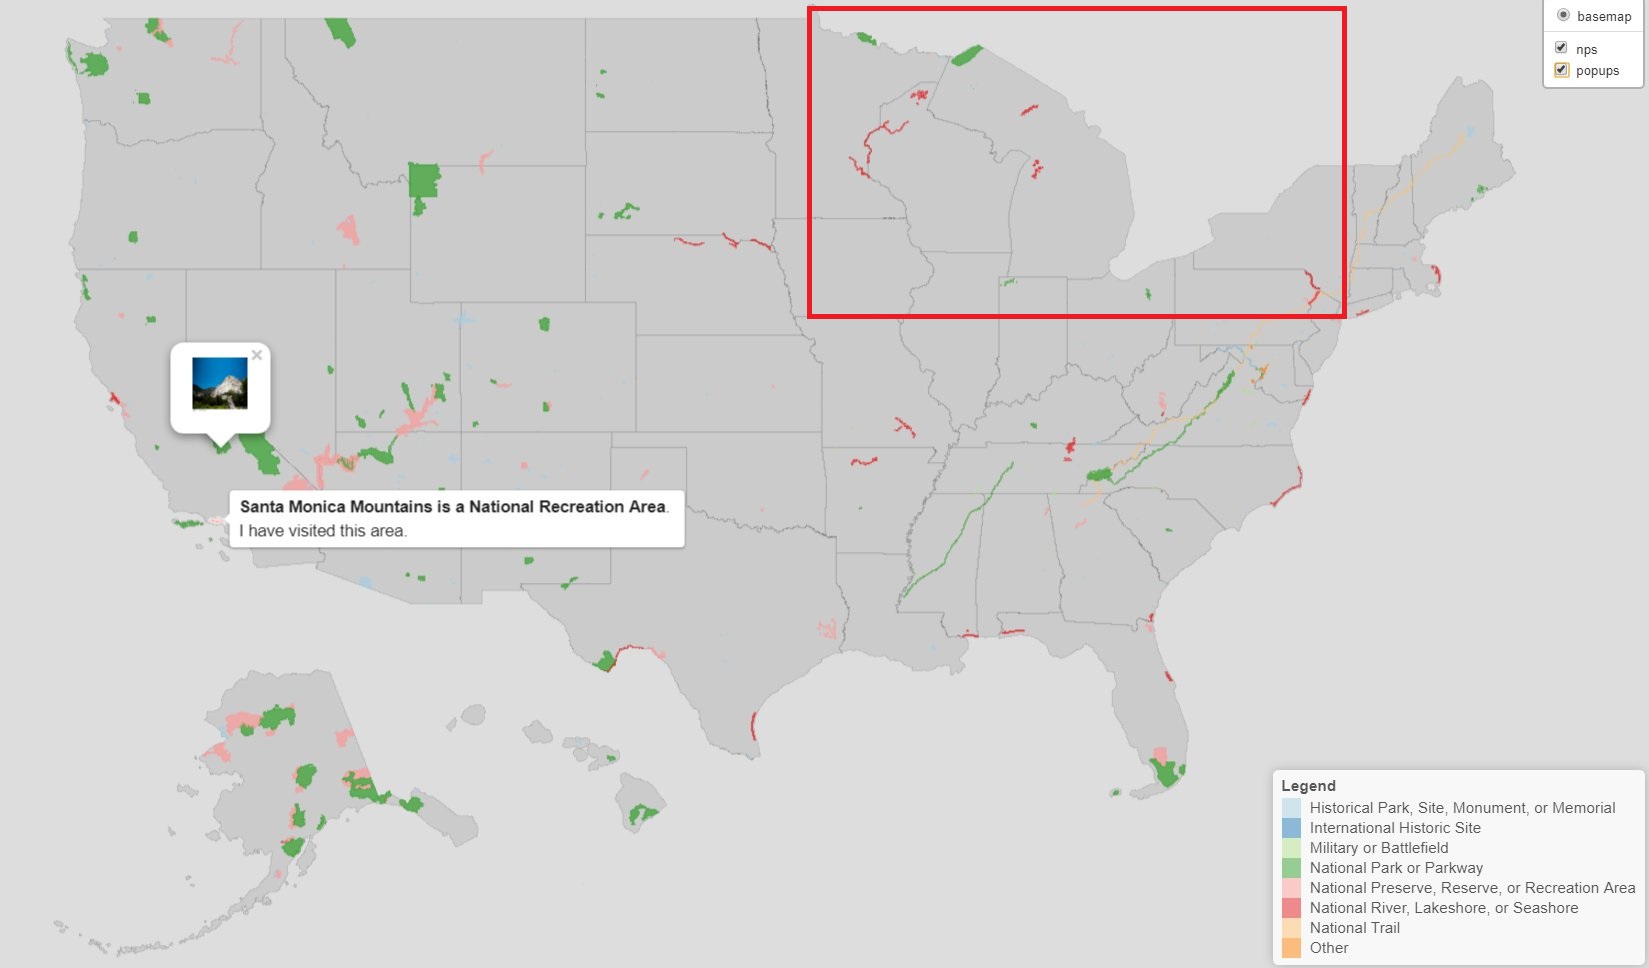 basemap
nps
popups
×
Santa Monica Mountains is a National Recreation Area.
I have visited this area.
Legend
Historical Park, Site, Monument, or Memorial
International Historic Site
Military or Battlefield
National Park or Parkway
National Preserve, Reserve, or Recreation Area
National River, Lakeshore, or Seashore
National Trail
Other